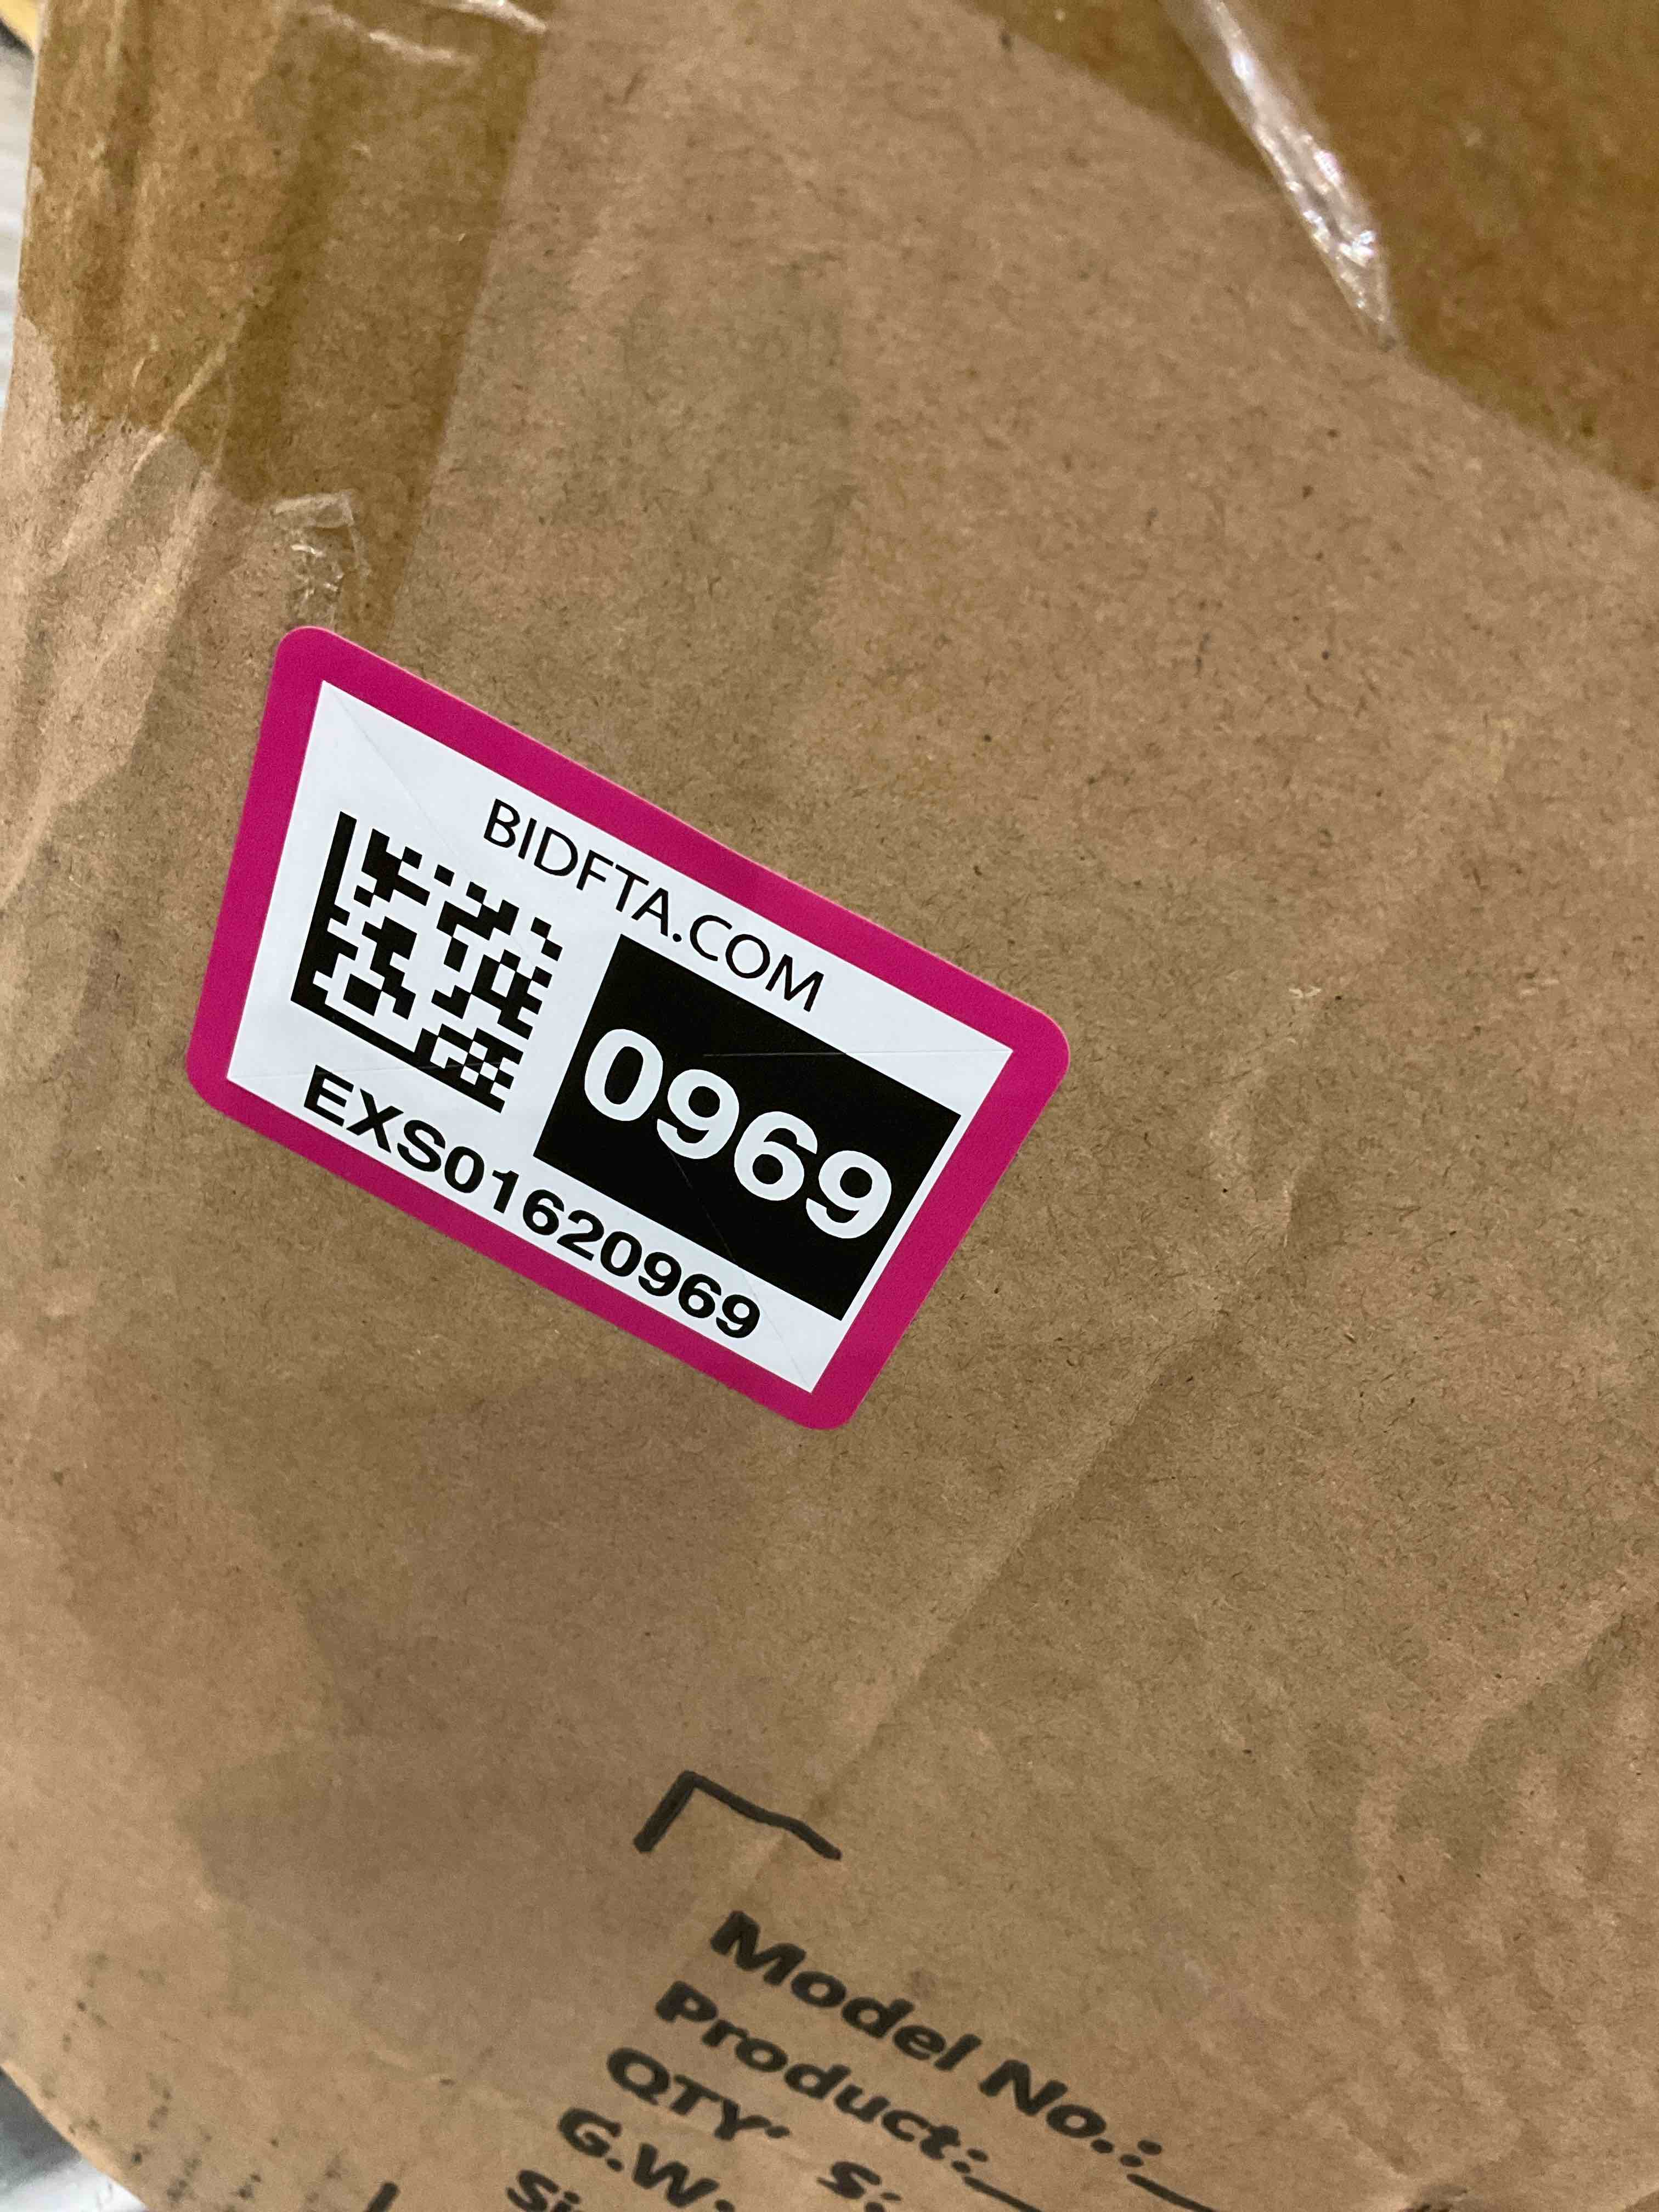 BIDFTA.COM
0969
EXS01620969
Model No.:
Product:
QTY' S:
G.W.